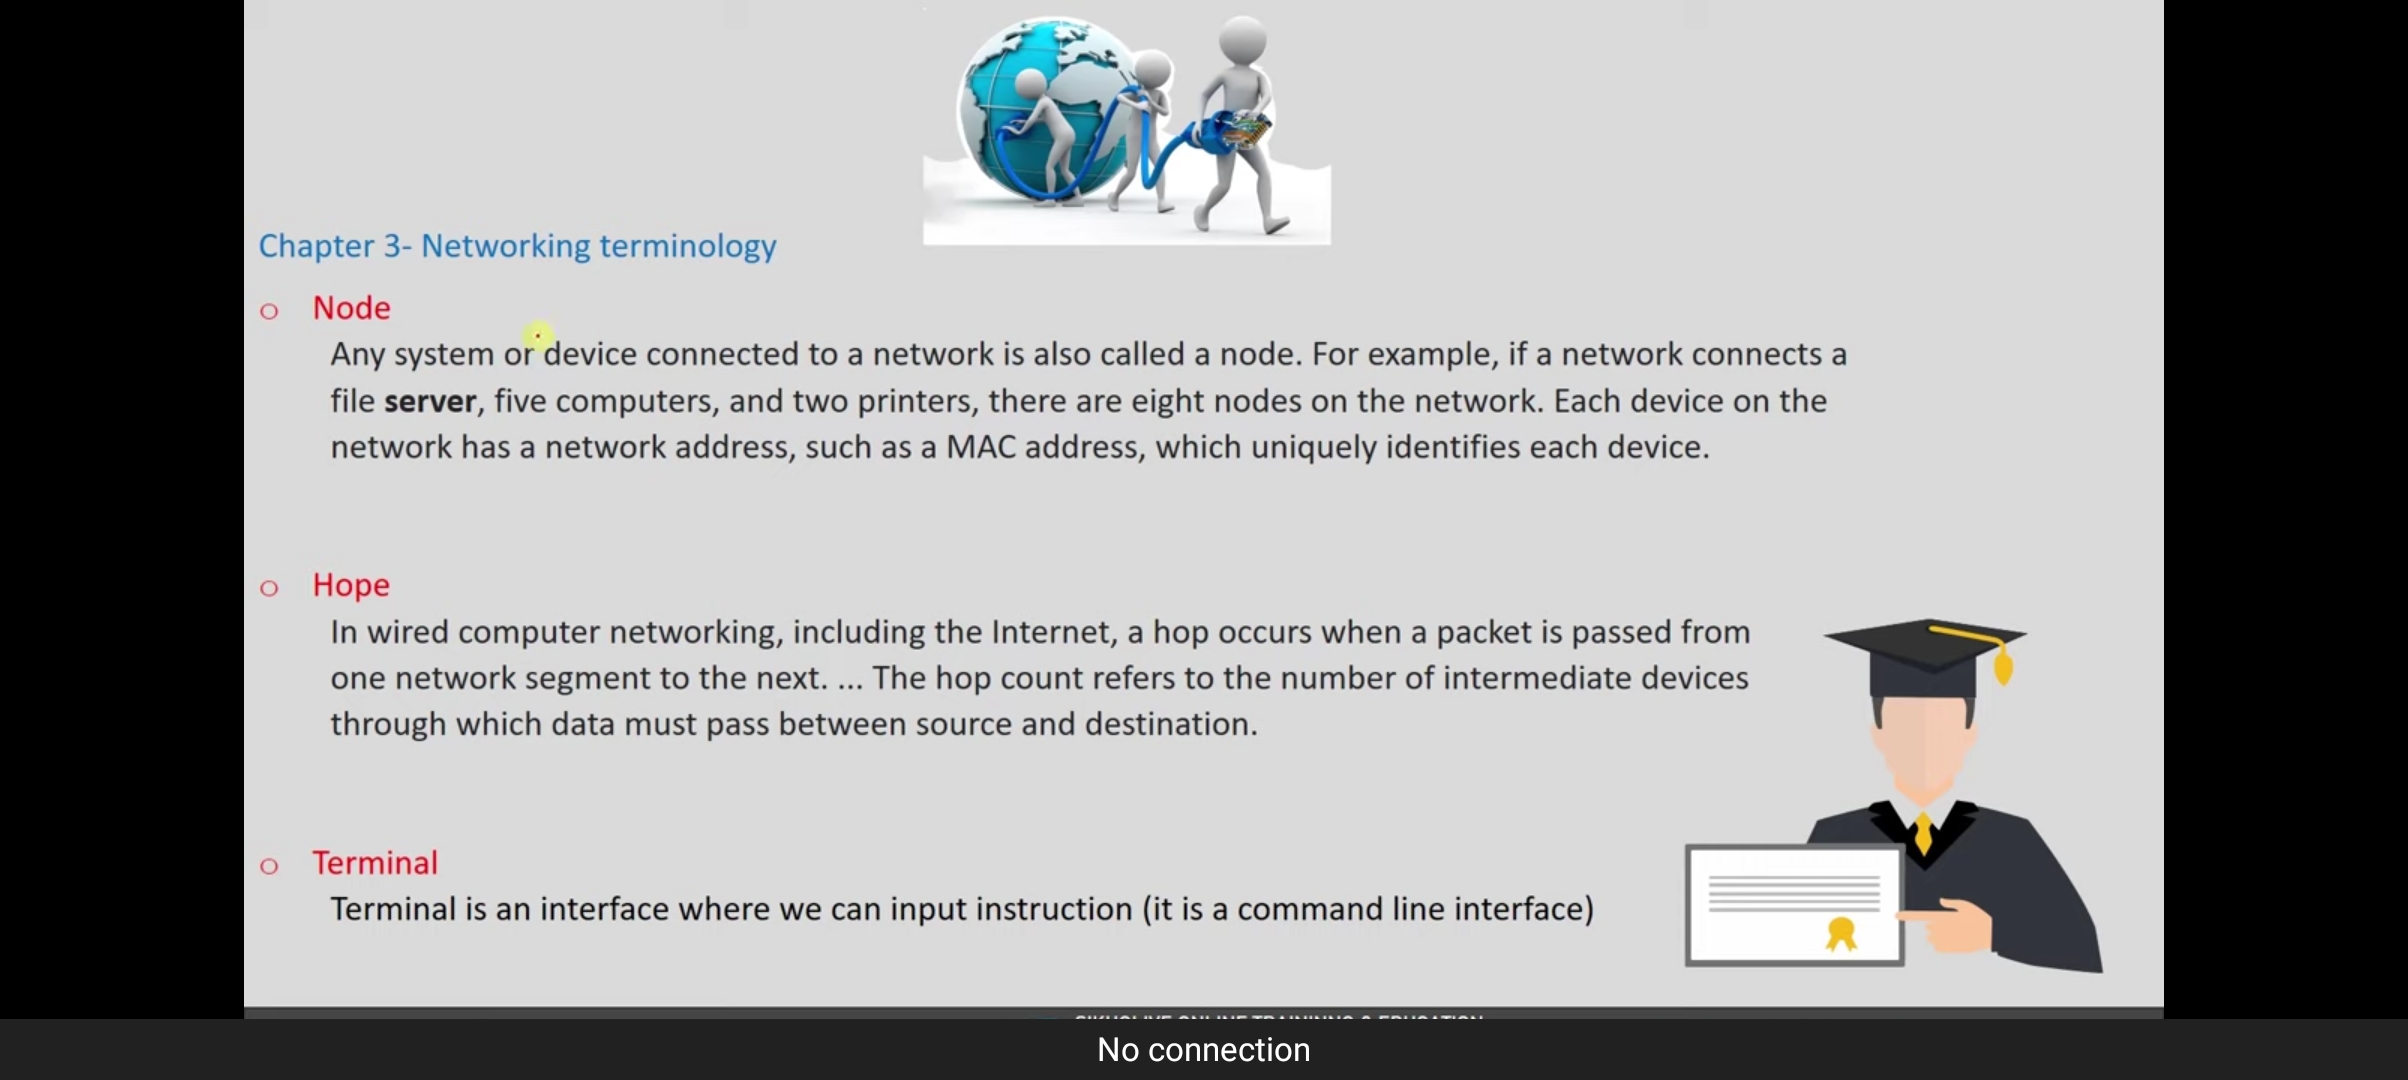 Chapter 3- Networking terminology
o Node
Any system or device connected to a network is also called a node. For example, if a network connects a
file server, five computers, and two printers, there are eight nodes on the network. Each device on the
network has a network address, such as a MAC address, which uniquely identifies each device.
o Hope
In wired computer networking, including the Internet, a hop occurs when a packet is passed from
one network segment to the next. ... The hop count refers to the number of intermediate devices
through which data must pass between source and destination.
o Terminal
Terminal is an interface where we can input instruction (it is a command line interface)
No connection